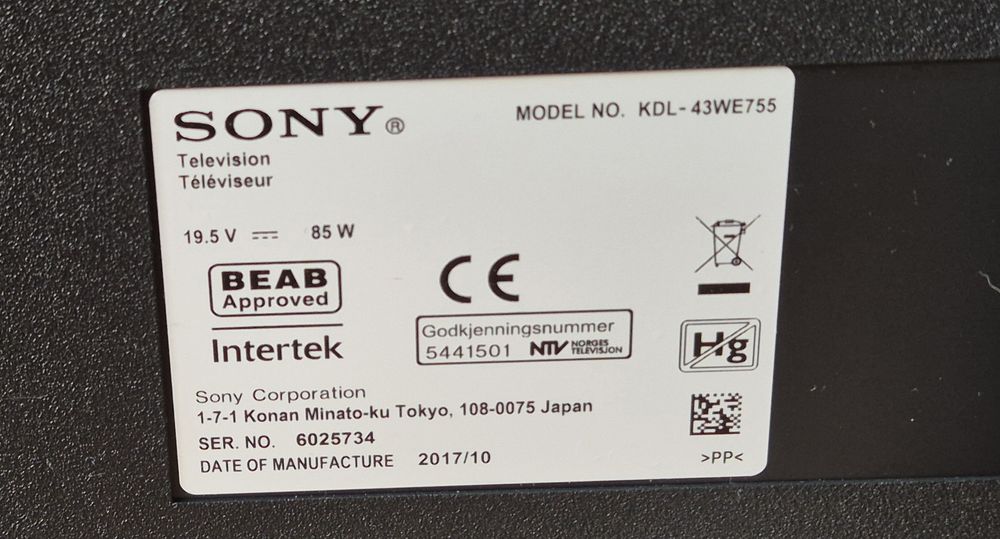 SONY®
MODEL NO. KDL-43WE755
Television
Téléviseur
19.5 V ⎓ 85 W
BEAB
Approved
Intertek
CE
Godkjenningsnummer
5441501 NTV NORGES TELEVISJON
Hg
Sony Corporation
1-7-1 Konan Minato-ku Tokyo, 108-0075 Japan
SER. NO. 6025734
DATE OF MANUFACTURE 2017/10
>PP<